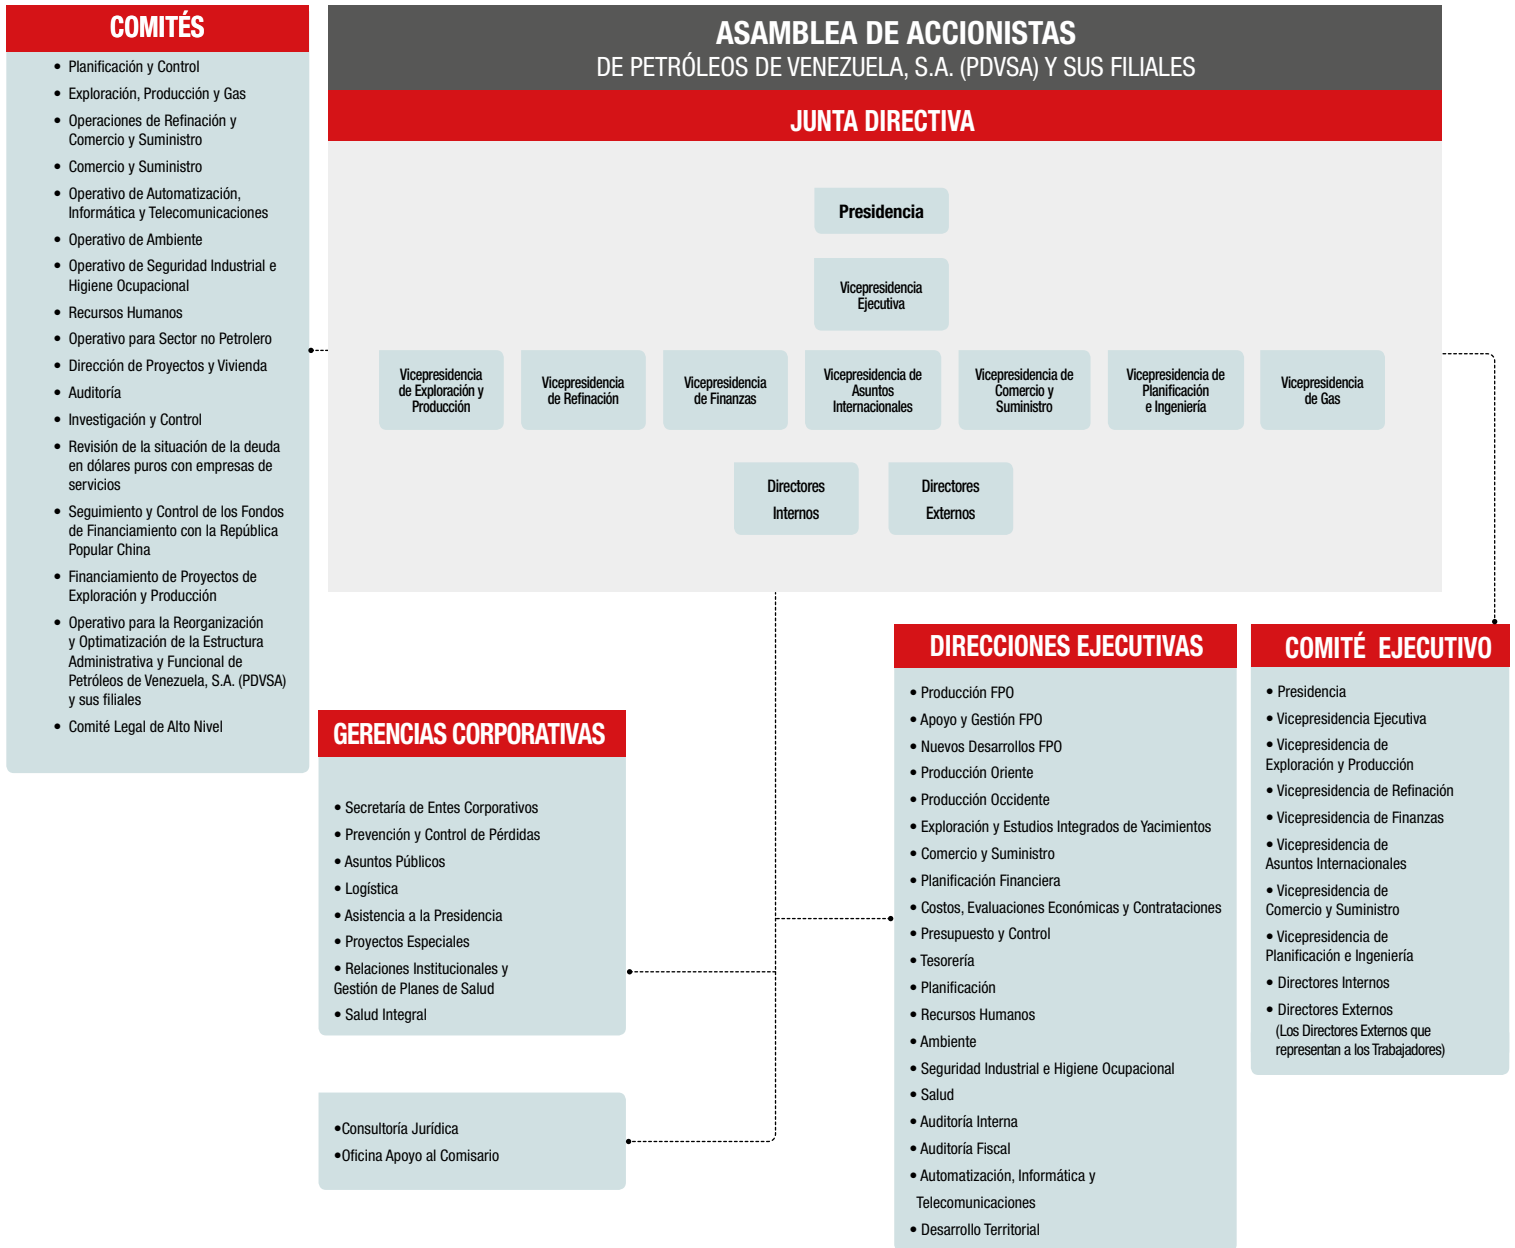 COMITÉS
• Planificación y Control
• Exploración, Producción y Gas
• Operaciones de Refinación y
Comercio y Suministro
• Comercio y Suministro
• Operativo de Automatización,
Informática y Telecomunicaciones
• Operativo de Ambiente
• Operativo de Seguridad Industrial e
Higiene Ocupacional
• Recursos Humanos
• Operativo para Sector no Petrolero
• Dirección de Proyectos y Vivienda
• Auditoría
• Investigación y Control
• Revisión de la situación de la deuda
en dólares puros con empresas de
servicios
• Seguimiento y Control de los Fondos
de Financiamiento con la República
Popular China
• Financiamiento de Proyectos de
Exploración y Producción
• Operativo para la Reorganización
y Optimatización de la Estructura
Administrativa y Funcional de
Petróleos de Venezuela, S.A. (PDVSA)
y sus filiales
• Comité Legal de Alto Nivel
ASAMBLEA DE ACCIONISTAS
DE PETRÓLEOS DE VENEZUELA, S.A. (PDVSA) Y SUS FILIALES
JUNTA DIRECTIVA
Presidencia
Vicepresidencia
Ejecutiva
Vicepresidencia
de Exploración y
Producción
Vicepresidencia
de Refinación
Vicepresidencia
de Finanzas
Vicepresidencia de
Asuntos
Internacionales
Vicepresidencia de
Comercio y
Suministro
Vicepresidencia de
Planificación
e Ingeniería
Vicepresidencia
de Gas
Directores
Internos
Directores
Externos
GERENCIAS CORPORATIVAS
• Secretaría de Entes Corporativos
• Prevención y Control de Pérdidas
• Asuntos Públicos
• Logística
• Asistencia a la Presidencia
• Proyectos Especiales
• Relaciones Institucionales y
Gestión de Planes de Salud
• Salud Integral
•Consultoría Jurídica
•Oficina Apoyo al Comisario
DIRECCIONES EJECUTIVAS
• Producción FPO
• Apoyo y Gestión FPO
• Nuevos Desarrollos FPO
• Producción Oriente
• Producción Occidente
• Exploración y Estudios Integrados de Yacimientos
• Comercio y Suministro
• Planificación Financiera
• Costos, Evaluaciones Económicas y Contrataciones
• Presupuesto y Control
• Tesorería
• Planificación
• Recursos Humanos
• Ambiente
• Seguridad Industrial e Higiene Ocupacional
• Salud
• Auditoría Interna
• Auditoría Fiscal
• Automatización, Informática y
Telecomunicaciones
• Desarrollo Territorial
COMITÉ EJECUTIVO
• Presidencia
• Vicepresidencia Ejecutiva
• Vicepresidencia de
Exploración y Producción
• Vicepresidencia de Refinación
• Vicepresidencia de Finanzas
• Vicepresidencia de
Asuntos Internacionales
• Vicepresidencia de
Comercio y Suministro
• Vicepresidencia de
Planificación e Ingeniería
• Directores Internos
• Directores Externos
(Los Directores Externos que
representan a los Trabajadores)